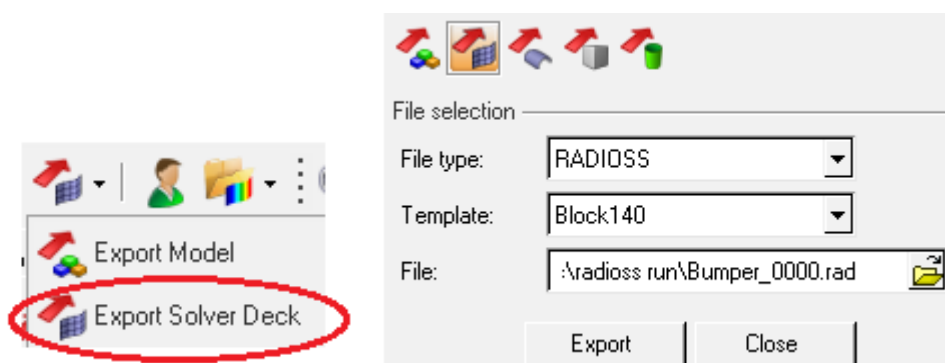 Export Model
Export Solver Deck
File selection
File type:
RADIOSS
Template:
Block140
File:
:\radioss run\Bumper_0000.rad
Export
Close